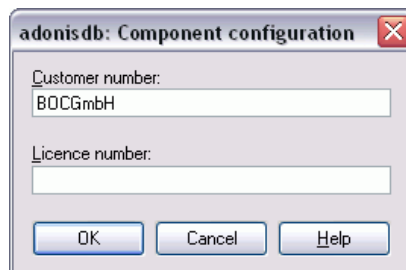 adonisdb: Component configuration
Customer number:
BOCGmbH
Licence number:
OK Cancel Help